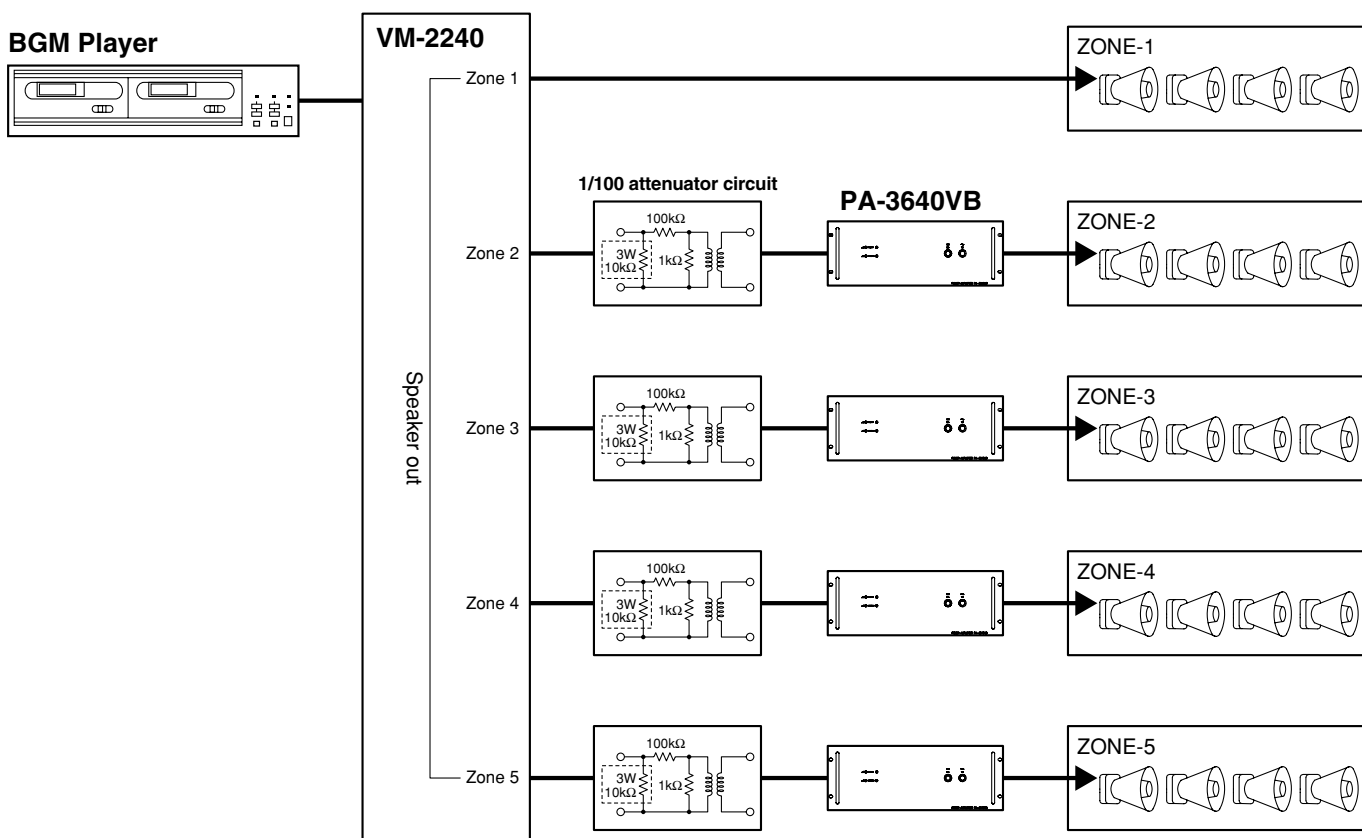 BGM Player
VM-2240
Speaker out
Zone 1
ZONE-1
1/100 attenuator circuit
PA-3640VB
Zone 2
100kΩ
3W
10kΩ
1kΩ
ZONE-2
Zone 3
100kΩ
3W
10kΩ
1kΩ
ZONE-3
Zone 4
100kΩ
3W
10kΩ
1kΩ
ZONE-4
Zone 5
100kΩ
3W
10kΩ
1kΩ
ZONE-5